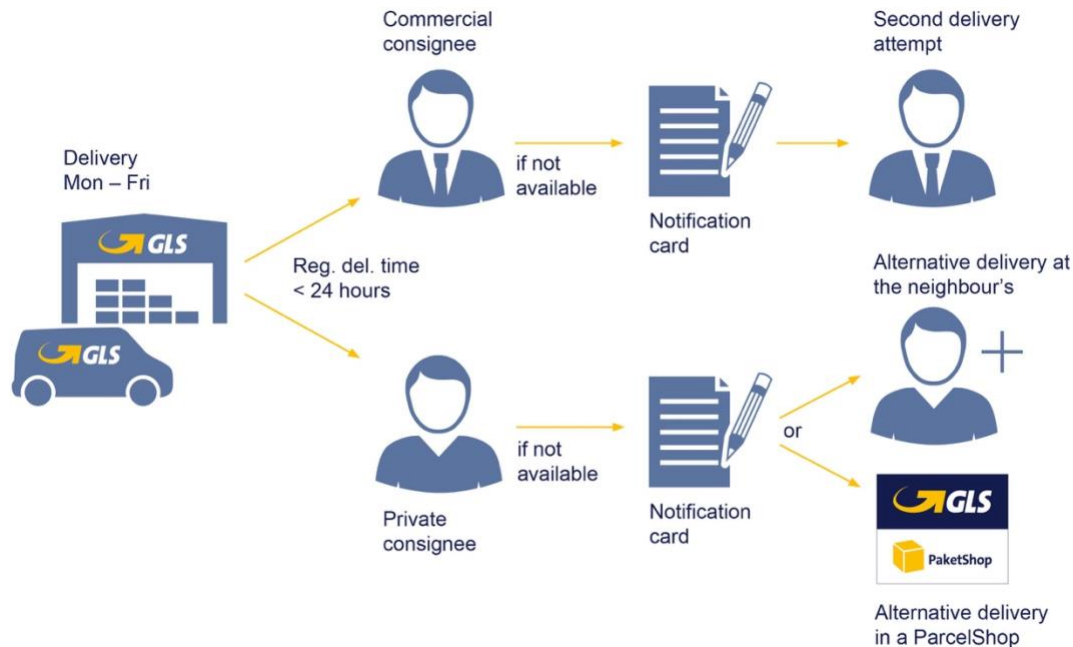 Commercial
consignee
Second delivery
attempt
Delivery
Mon – Fri
GLS
GLS
Reg. del. time
< 24 hours
if not
available
Notification
card
Alternative delivery at
the neighbour's
Private
consignee
if not
available
Notification
card
or
GLS
PaketShop
Alternative delivery
in a ParcelShop